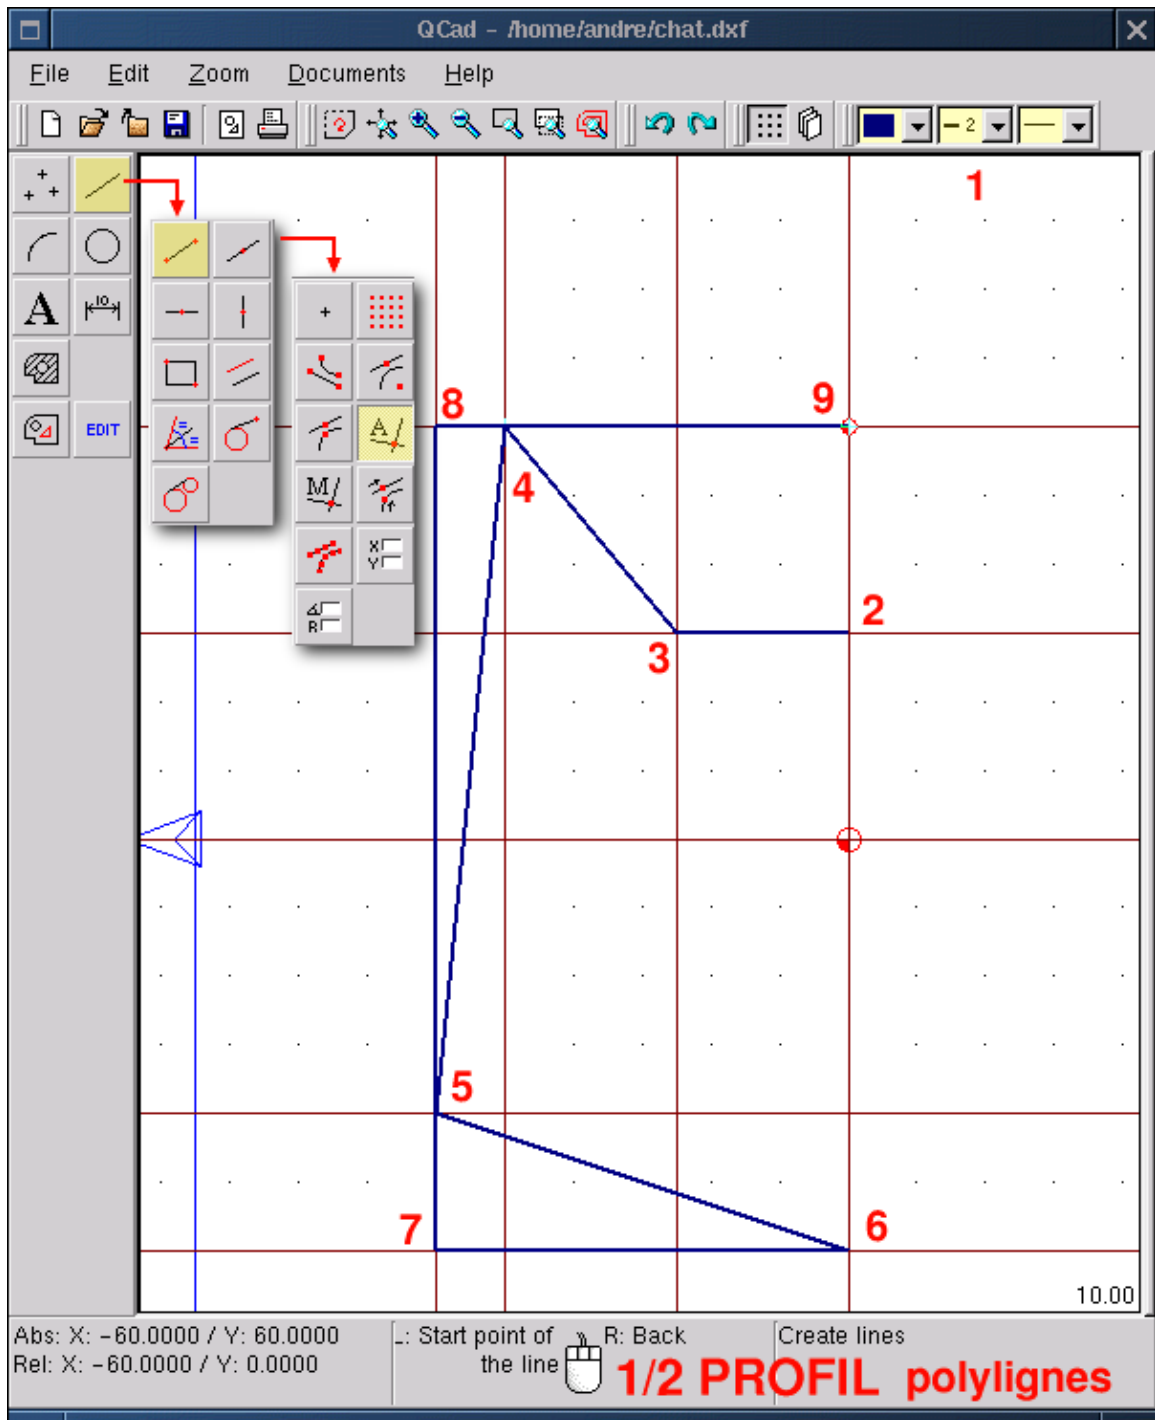 QCad - /home/andre/chat.dxf
File Edit Zoom Documents Help
2
1
10
A
EDIT
8
9
A
4
M
2
X
Y
R
3
5
7
6
10.00
Abs: X: -60.0000 / Y: 60.0000
Rel: X: -60.0000 / Y: 0.0000
L: Start point of
the line
R: Back
Create lines
1/2 PROFIL polylignes